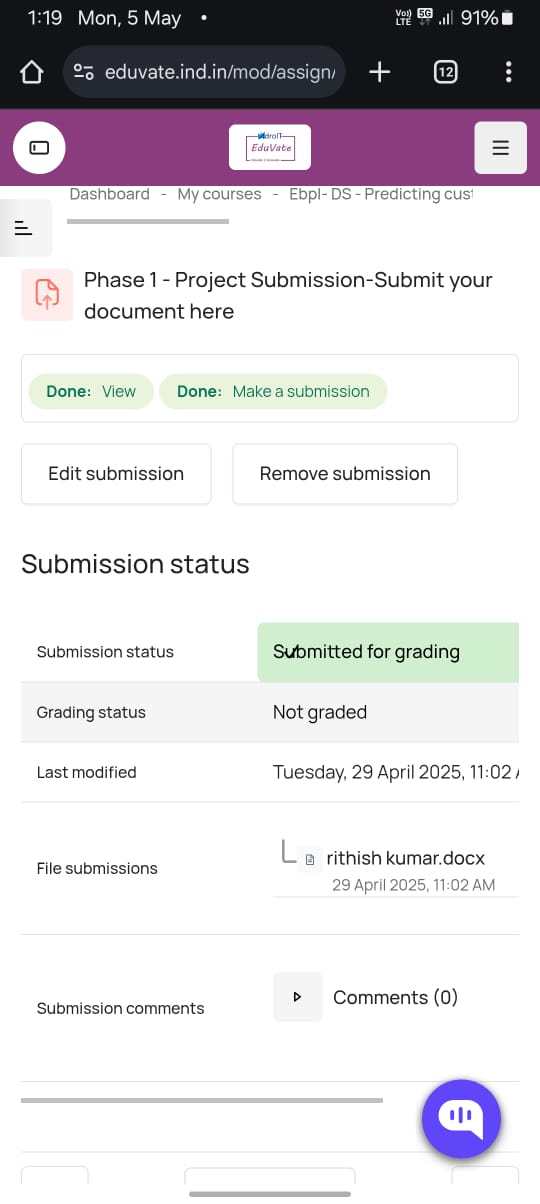 1:19 Mon, 5 May •
Vo)) LTE 5G 91%
eduvate.ind.in/mod/assign/
12
EduVate
Dashboard - My courses - Ebpl- DS - Predicting cus
Phase 1 - Project Submission-Submit your
document here
Done: View
Done: Make a submission
Edit submission
Remove submission
Submission status
Submission status
Submitted for grading
Grading status
Not graded
Last modified
Tuesday, 29 April 2025, 11:02
File submissions
rithish kumar.docx
29 April 2025, 11:02 AM
Submission comments
Comments (0)